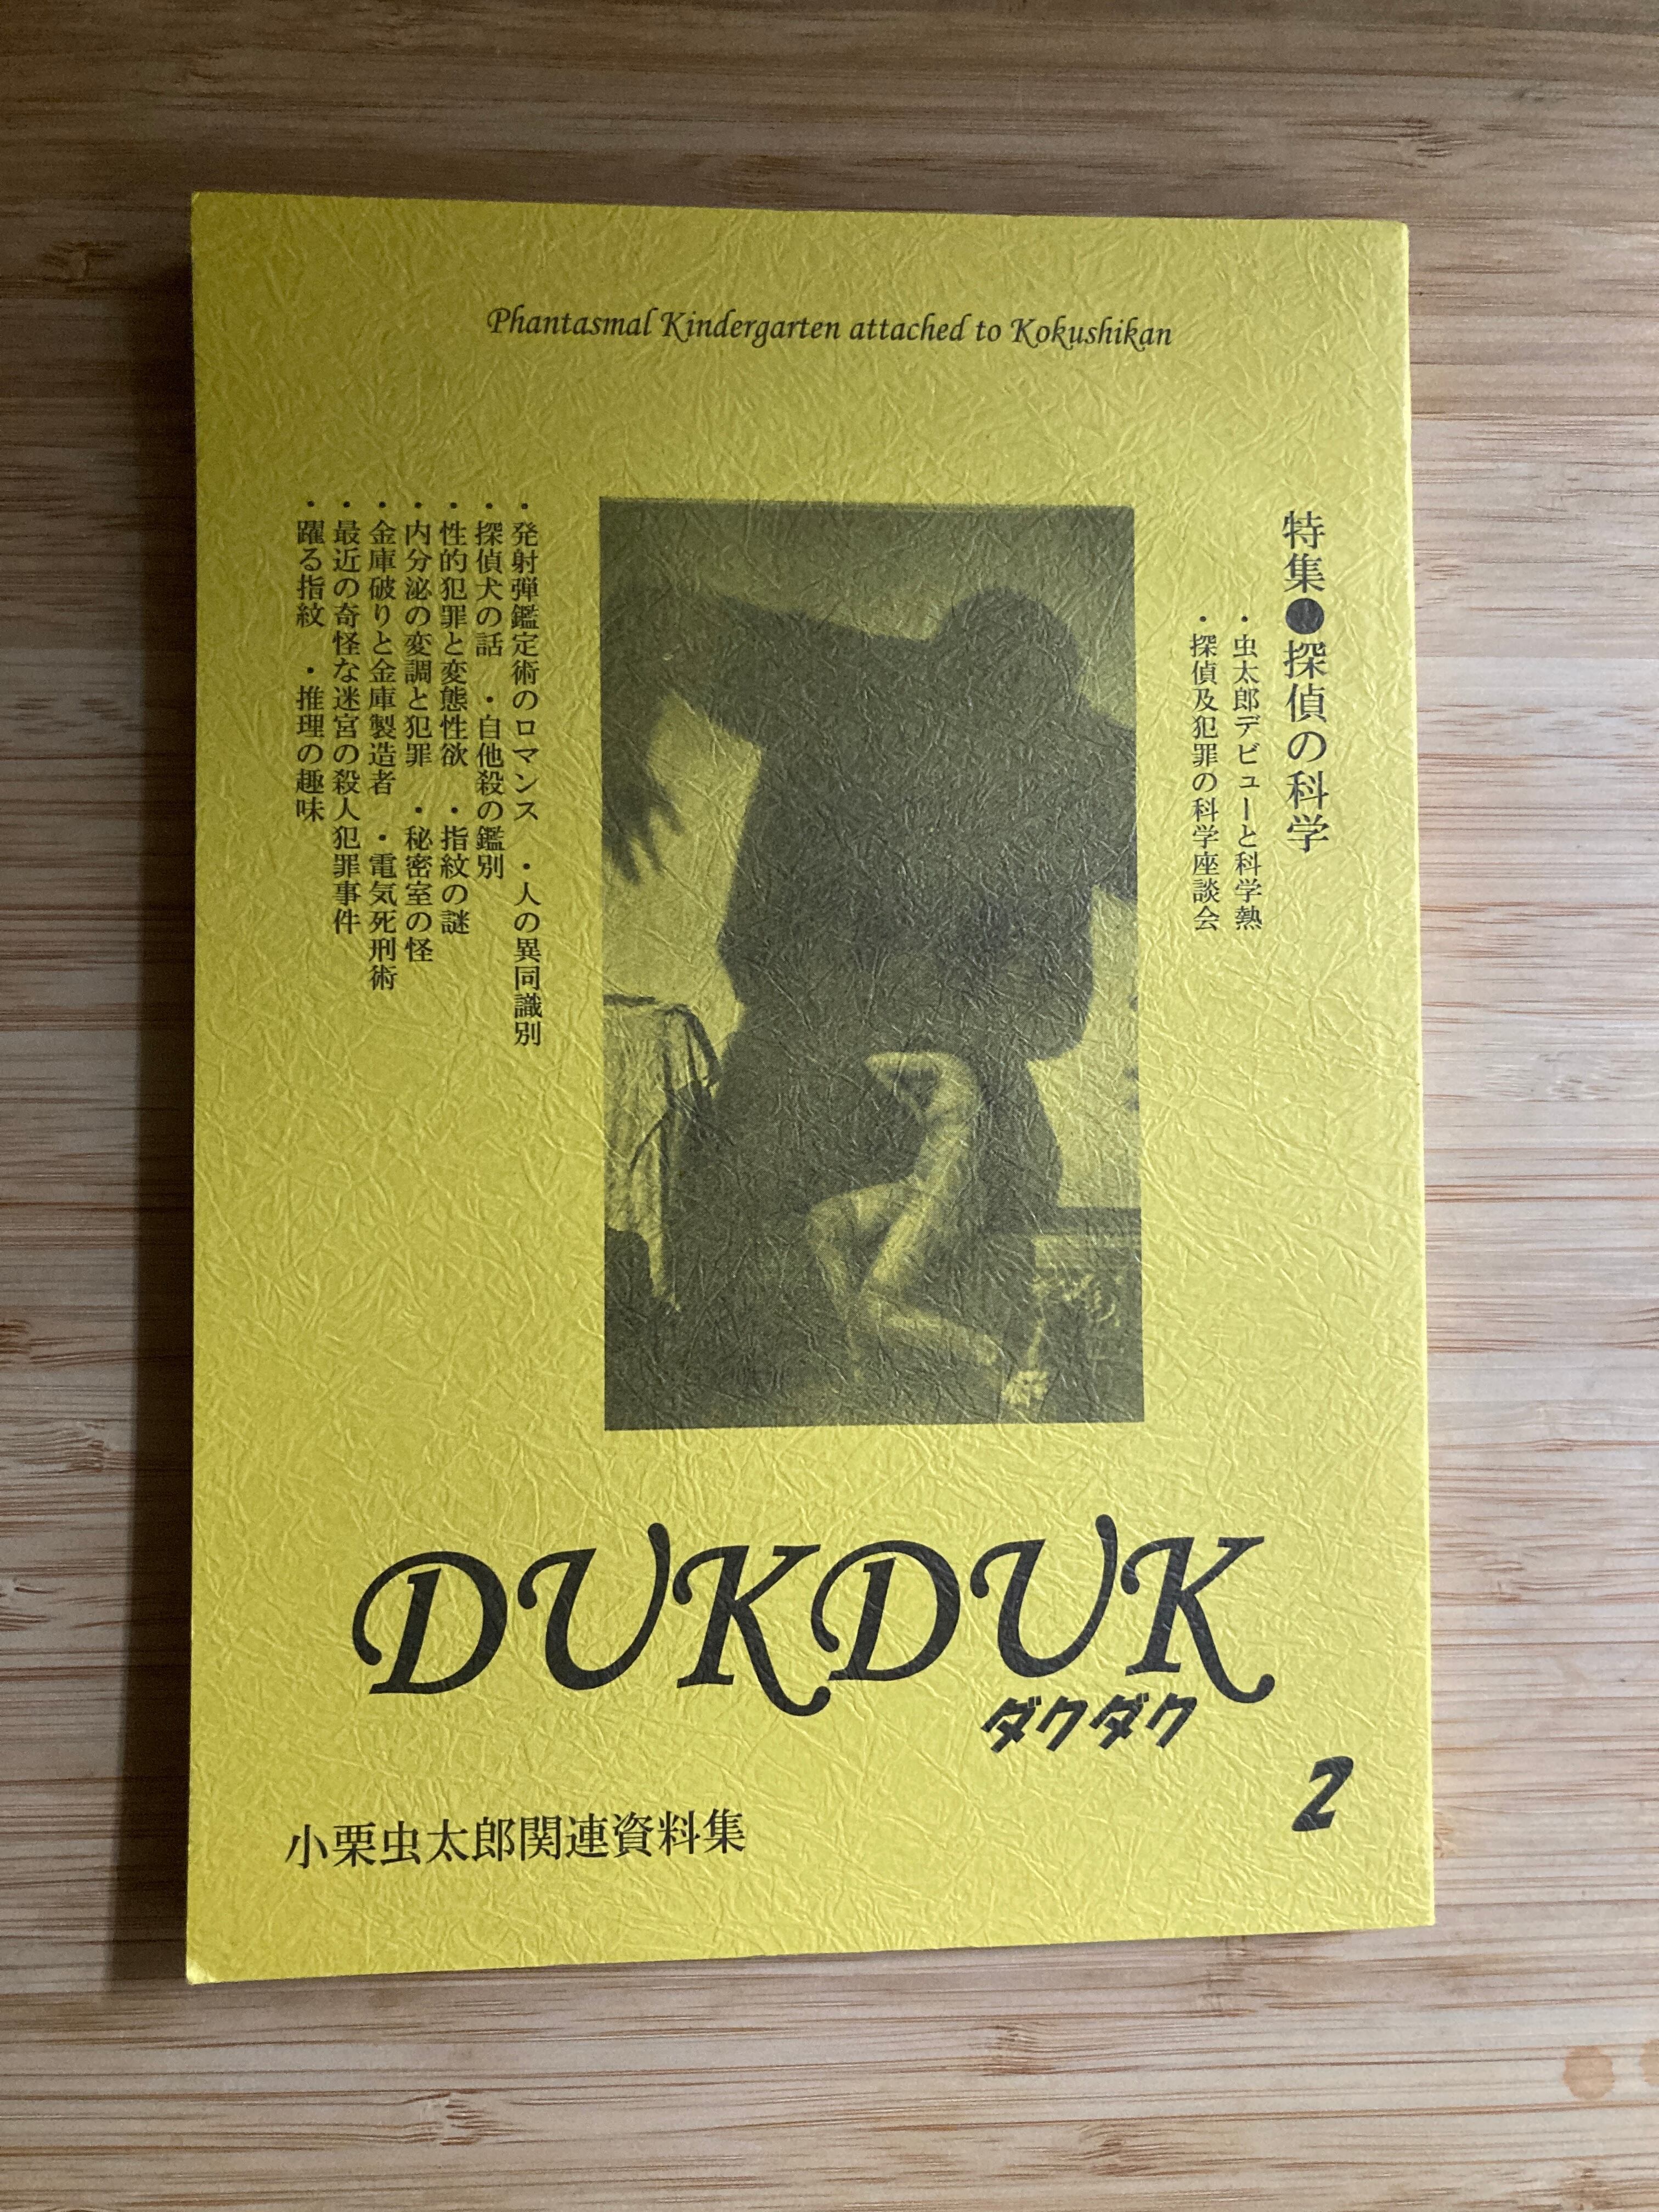 Phantasmal Kindergarten attached to Kokushikan
特集●探偵の科学
・虫太郎デビューと科学熱
・探偵及犯罪の科学座談会
・発射弾鑑定術のロマンス ・人の異同識別
・探偵犬の話 ・自他殺の鑑別
・性的犯罪と変態性欲 ・指紋の謎
・内分泌の変調と犯罪 ・秘密室の怪
・金庫破りと金庫製造者 ・電気死刑術
・最近の奇怪な迷宮の殺人犯罪事件
・躍る指紋 ・推理の趣味
DUKDUK
ダクダク
2
小栗虫太郎関連資料集